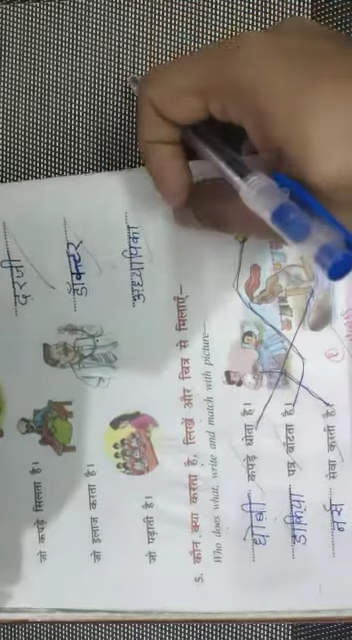 जो कपड़े सिलता है। दरजी
जो इलाज करता है। डॉक्टर
जो पढ़ाती है। अध्यापिका
5. कौन क्या करता है, लिखें और चित्र से मिलाएँ–
Who does what, write and match with picture—
धोबी कपड़े धोता है।
डाकिया पत्र बाँटता है।
नर्स सेवा करती है।